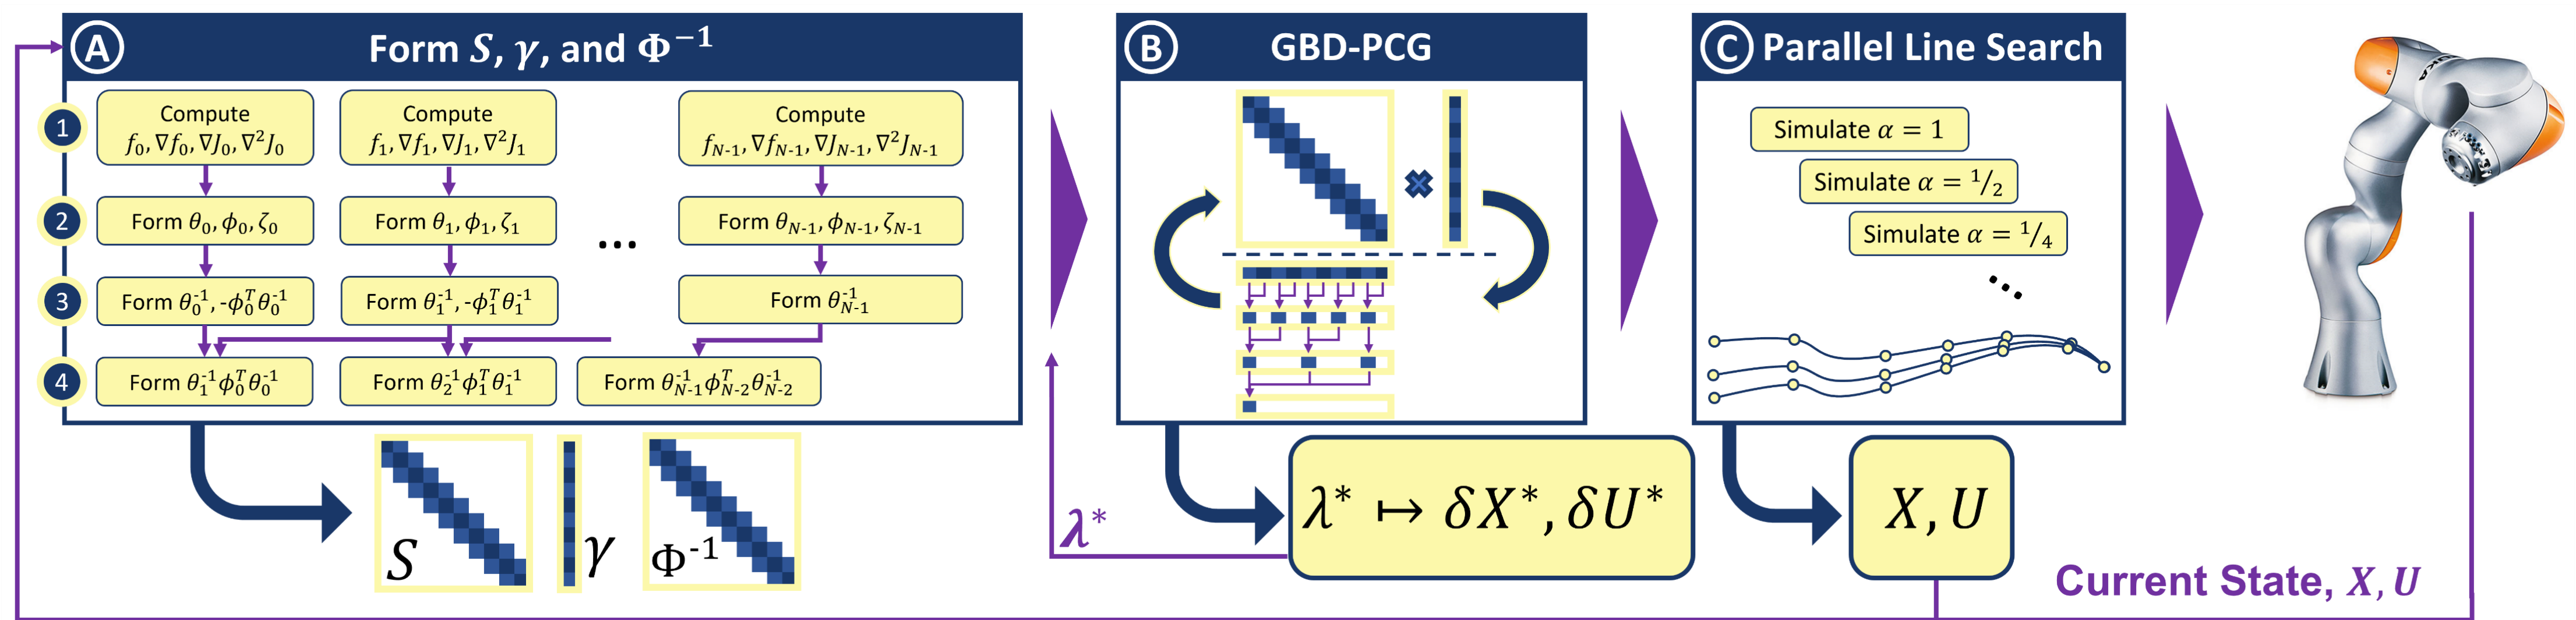 A
Form S, γ, and Φ⁻¹
1
Compute
f₀, ∇f₀, ∇J₀, ∇²J₀
Compute
f₁, ∇f₁, ∇J₁, ∇²J₁
Compute
f_{N-1}, ∇f_{N-1}, ∇J_{N-1}, ∇²J_{N-1}
2
Form θ₀, ϕ₀, ζ₀
Form θ₁, ϕ₁, ζ₁
...
Form θ_{N-1}, ϕ_{N-1}, ζ_{N-1}
3
Form θ₀⁻¹, -ϕ₀ᵀθ₀⁻¹
Form θ₁⁻¹, -ϕ₁ᵀθ₁⁻¹
Form θ_{N-1}⁻¹
4
Form θ₁⁻¹ϕ₀ᵀθ₀⁻¹
Form θ₂⁻¹ϕ₁ᵀθ₁⁻¹
Form θ_{N-1}⁻¹ϕ_{N-2}ᵀθ_{N-2}⁻¹
S
γ
Φ⁻¹
B
GBD-PCG
λ*
λ* ↦ δX*, δU*
C
Parallel Line Search
Simulate α = 1
Simulate α = 1/2
Simulate α = 1/4
...
X, U
Current State, X, U